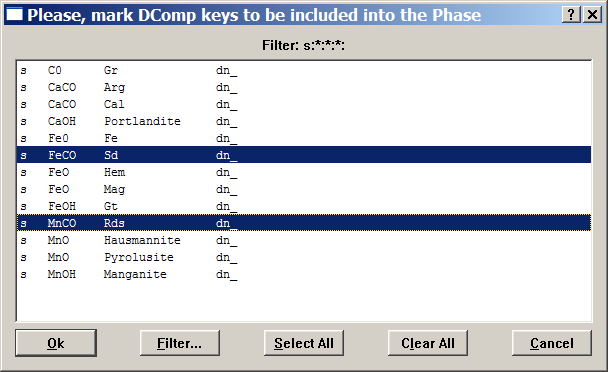 Please, mark DComp keys to be included into the Phase
Filter: s:*:*:*:
s C0 Gr dn_
s CaCO Arg dn_
s CaCO Cal dn_
s CaOH Portlandite dn_
s Fe0 Fe dn_
s FeCO Sd dn_
s FeO Hem dn_
s FeO Mag dn_
s FeOH Gt dn_
s MnCO Rds dn_
s MnO Hausmannite dn_
s MnO Pyrolusite dn_
s MnOH Manganite dn_
Ok Filter... Select All Clear All Cancel